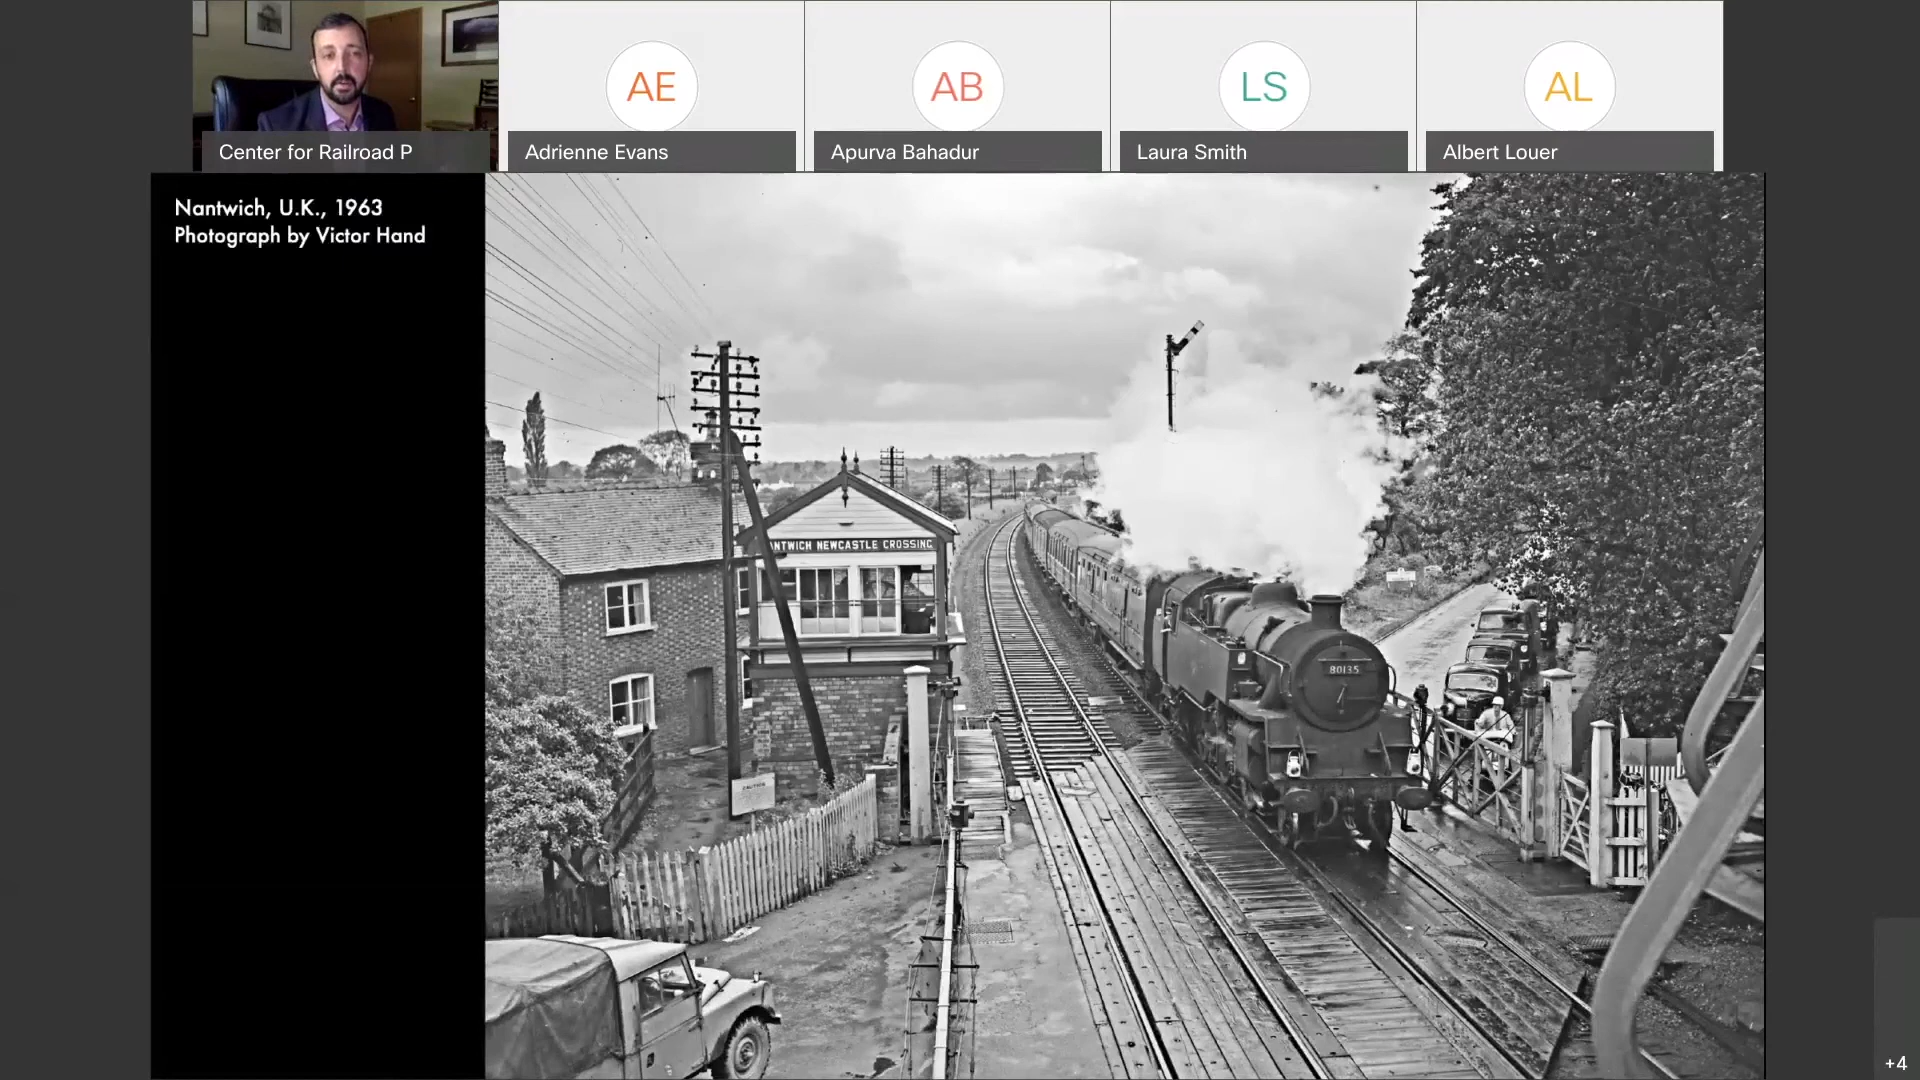 Center for Railroad P
AE
Adrienne Evans
AB
Apurva Bahadur
LS
Laura Smith
AL
Albert Louer
Nantwich, U.K., 1963
Photograph by Victor Hand
NTWICH NEWCASTLE CROSSING
80135
CAUTION
+4